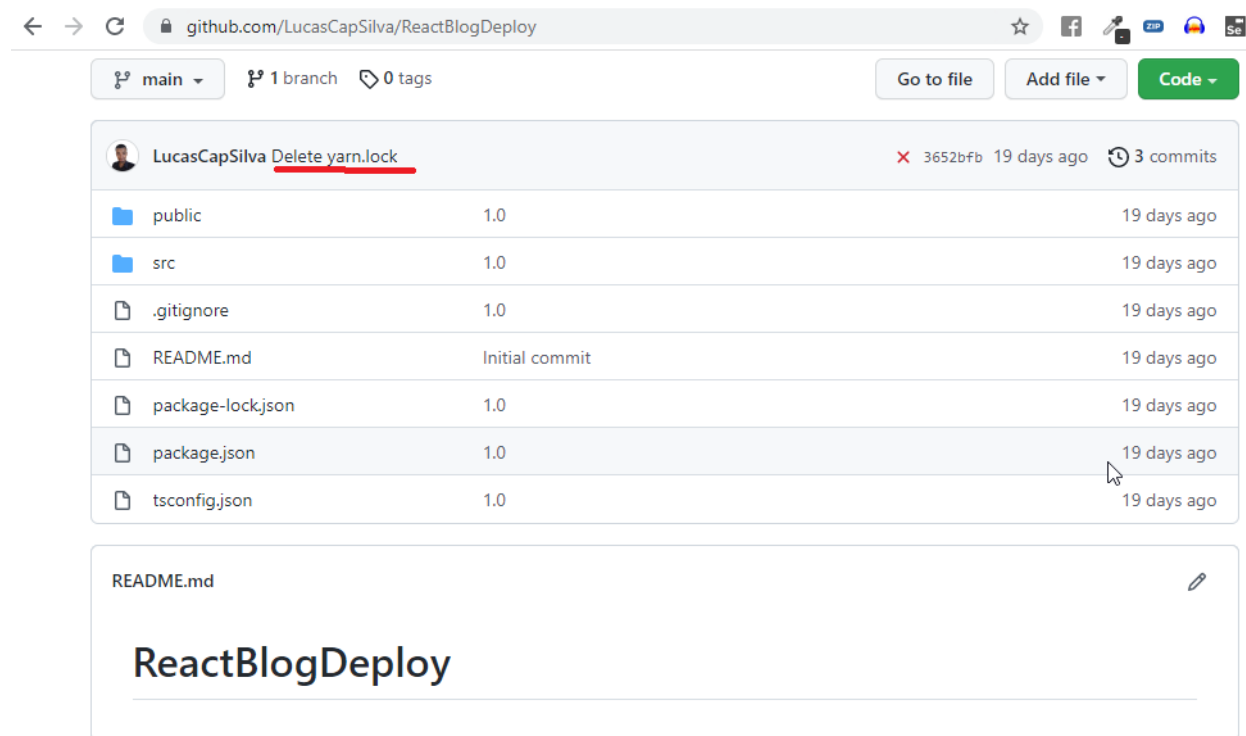 github.com/LucasCapSilva/ReactBlogDeploy
ZIP
Se
main 1 branch 0 tags Go to file Add file Code
LucasCapSilva Delete yarn.lock 3652bfb 19 days ago 3 commits
public 1.0 19 days ago
src 1.0 19 days ago
.gitignore 1.0 19 days ago
README.md Initial commit 19 days ago
package-lock.json 1.0 19 days ago
package.json 1.0 19 days ago
tsconfig.json 1.0 19 days ago
README.md
ReactBlogDeploy